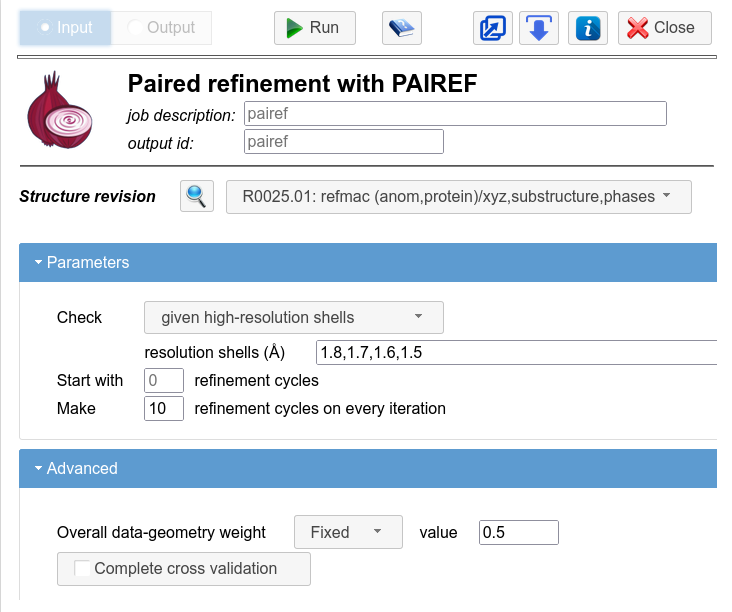 Input Output Run Close
Paired refinement with PAIREF
job description: pairef
output id: pairef
Structure revision R0025.01: refmac (anom,protein)/xyz,substructure,phases
Parameters
Check given high-resolution shells
resolution shells (Å) 1.8,1.7,1.6,1.5
Start with 0 refinement cycles
Make 10 refinement cycles on every iteration
Advanced
Overall data-geometry weight Fixed value 0.5
Complete cross validation